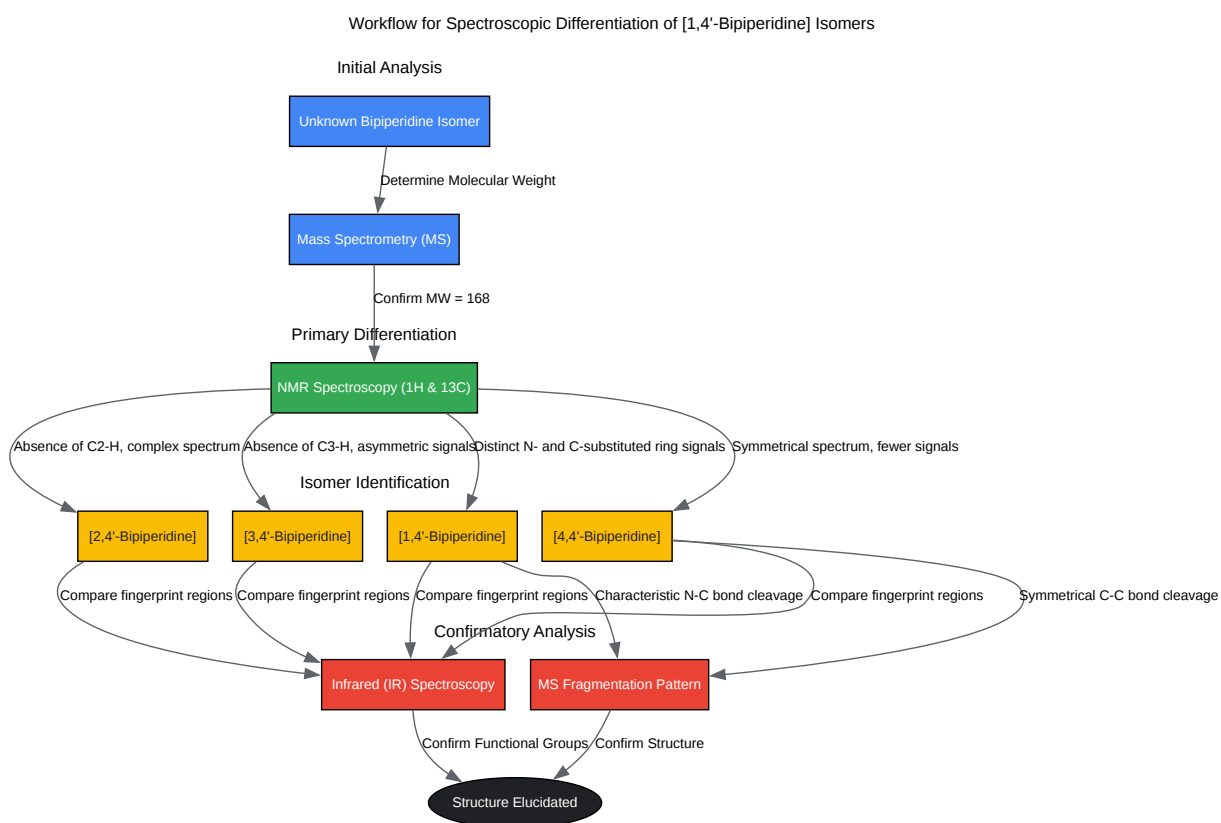 Workflow for Spectroscopic Differentiation of [1,4'-Bipiperidine] Isomers
Initial Analysis
Unknown Bipiperidine Isomer
Determine Molecular Weight
Mass Spectrometry (MS)
Confirm MW = 168
Primary Differentiation
NMR Spectroscopy (1H & 13C)
Absence of C2-H, complex spectrum
Absence of C3-H, asymmetric signals
Distinct N- and C-substituted ring signals
Symmetrical spectrum, fewer signals
Isomer Identification
[2,4'-Bipiperidine]
[3,4'-Bipiperidine]
[1,4'-Bipiperidine]
[4,4'-Bipiperidine]
Compare fingerprint regions
Compare fingerprint regions
Compare fingerprint regions
Characteristic N-C bond cleavage
Compare fingerprint regions
Symmetrical C-C bond cleavage
Confirmatory Analysis
Infrared (IR) Spectroscopy
MS Fragmentation Pattern
Confirm Functional Groups
Confirm Structure
Structure Elucidated